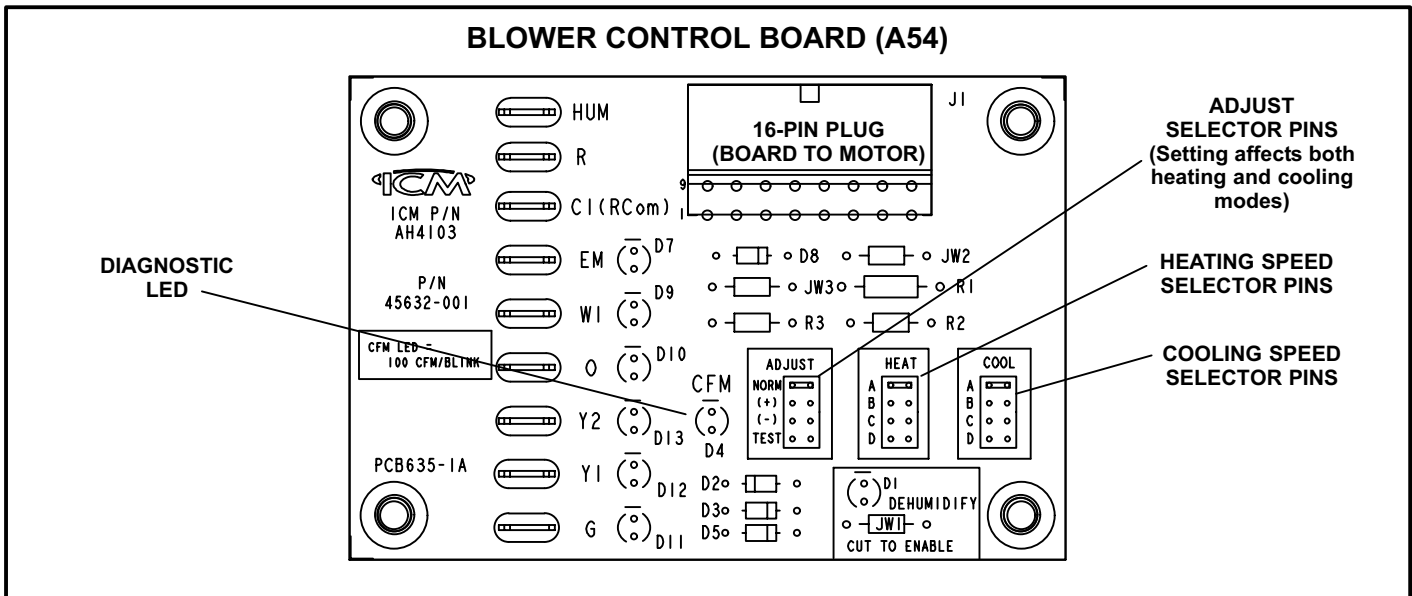 BLOWER CONTROL BOARD (A54)
HUM
R
C1(RCom)
EM
W1
O
Y2
Y1
G
ICM
ICM P/N
AH4103
P/N
45632-001
CFM LED -
100 CFM/BLINK
PCB635-1A
DIAGNOSTIC
LED
J1
16-PIN PLUG
(BOARD TO MOTOR)
9
1
D7
D9
D10
D13
D12
D11
D8
JW2
JW3
R1
R3
R2
CFM
D4
ADJUST
NORM
(+)
(-)
TEST
HEAT
A
B
C
D
COOL
A
B
C
D
D2
D3
D5
D1
DEHUMIDIFY
JW1
CUT TO ENABLE
ADJUST
SELECTOR PINS
(Setting affects both
heating and cooling
modes)
HEATING SPEED
SELECTOR PINS
COOLING SPEED
SELECTOR PINS